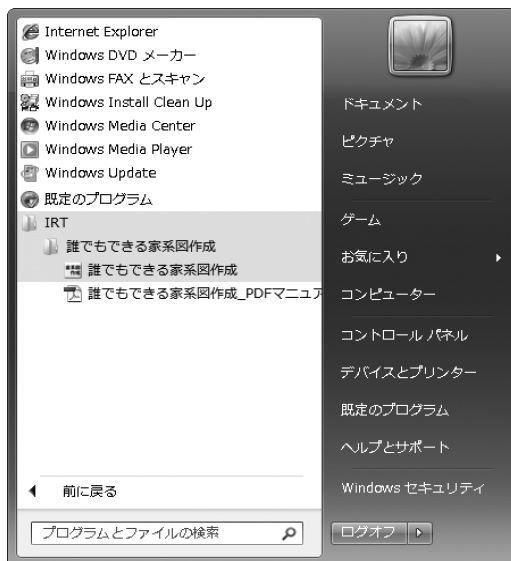 Internet Explorer
Windows DVD メーカー
Windows FAX とスキャン
Windows Install Clean Up
Windows Media Center
Windows Media Player
Windows Update
既定のプログラム
IRT
誰でもできる家系図作成
誰でもできる家系図作成
誰でもできる家系図作成_PDFマニュア
前に戻る
プログラムとファイルの検索
ドキュメント
ピクチャ
ミュージック
ゲーム
お気に入り
コンピューター
コントロール パネル
デバイスとプリンター
既定のプログラム
ヘルプとサポート
Windows セキュリティ
ログオフ